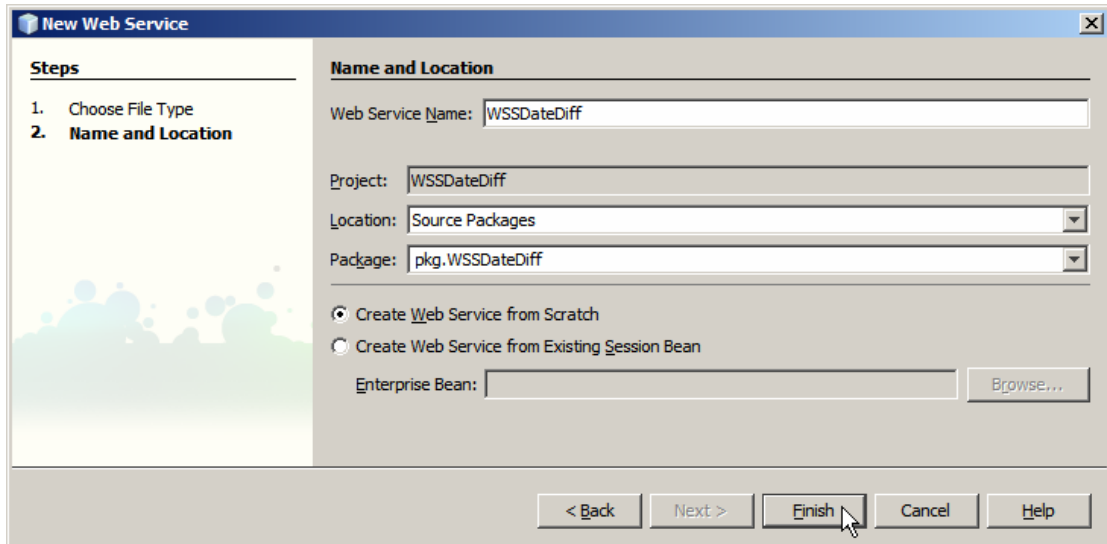 New Web Service
Steps
1. Choose File Type
2. Name and Location
Name and Location
Web Service Name: WSSDateDiff
Project: WSSDateDiff
Location: Source Packages
Package: pkg.WSSDateDiff
Create Web Service from Scratch
Create Web Service from Existing Session Bean
Enterprise Bean: Browse...
< Back Next > Finish Cancel Help